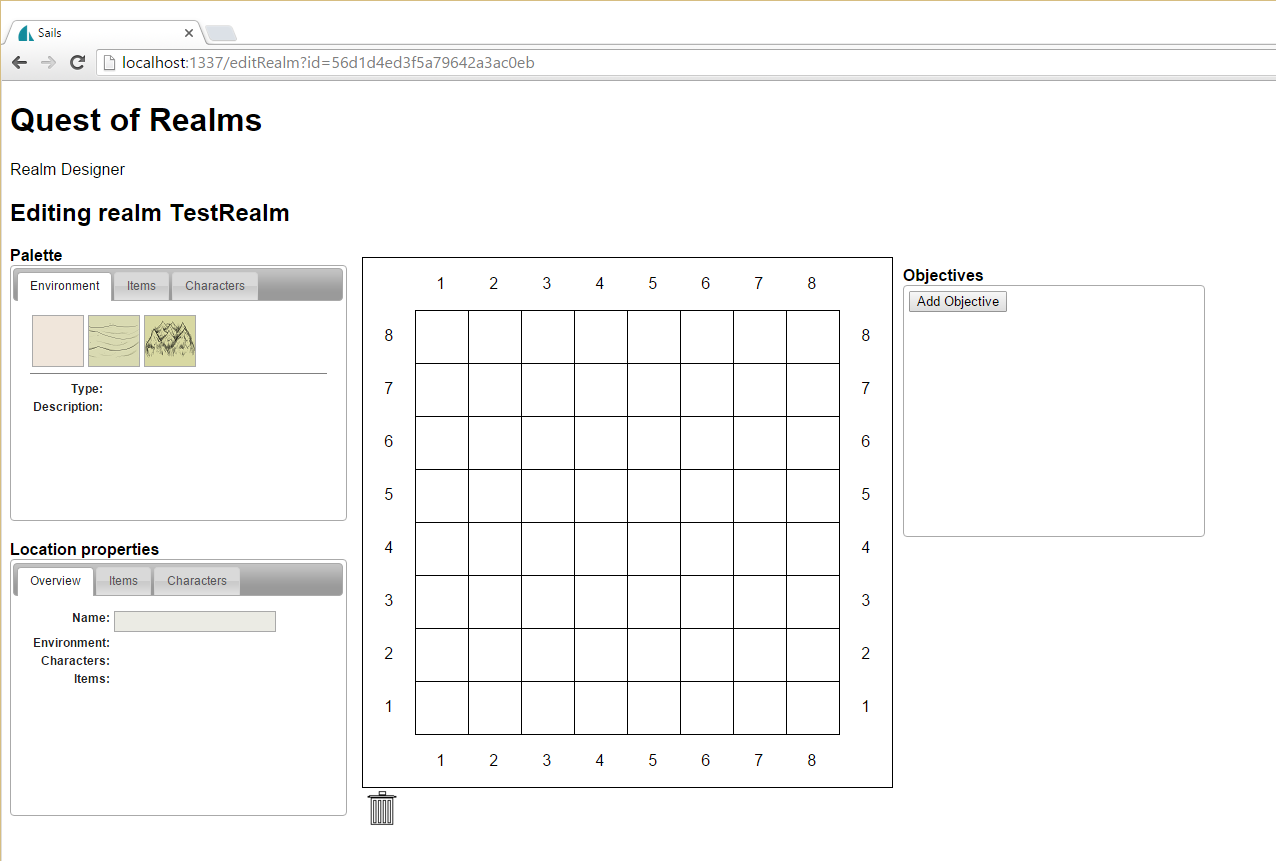 Sails
localhost:1337/editRealm?id=56d1d4ed3f5a79642a3ac0eb
Quest of Realms
Realm Designer
Editing realm TestRealm
Palette
Environment Items Characters
Type:
Description:
Location properties
Overview Items Characters
Name:
Environment:
Characters:
Items:
1 2 3 4 5 6 7 8
8 8
7 7
6 6
5 5
4 4
3 3
2 2
1 1
1 2 3 4 5 6 7 8
Objectives
Add Objective